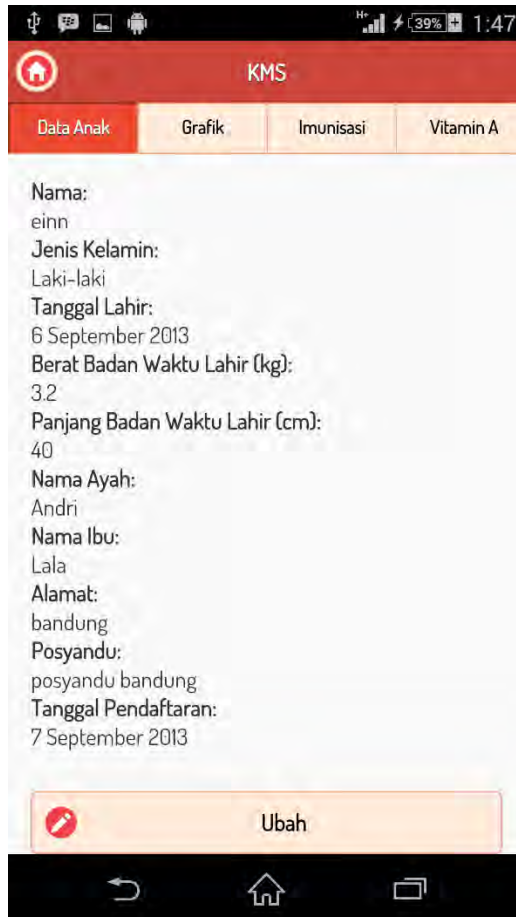 H+ 39% 1:47
KMS
Data Anak Grafik Imunisasi Vitamin A
Nama:
einn
Jenis Kelamin:
Laki-laki
Tanggal Lahir:
6 September 2013
Berat Badan Waktu Lahir (kg):
3.2
Panjang Badan Waktu Lahir (cm):
40
Nama Ayah:
Andri
Nama Ibu:
Lala
Alamat:
bandung
Posyandu:
posyandu bandung
Tanggal Pendaftaran:
7 September 2013
Ubah